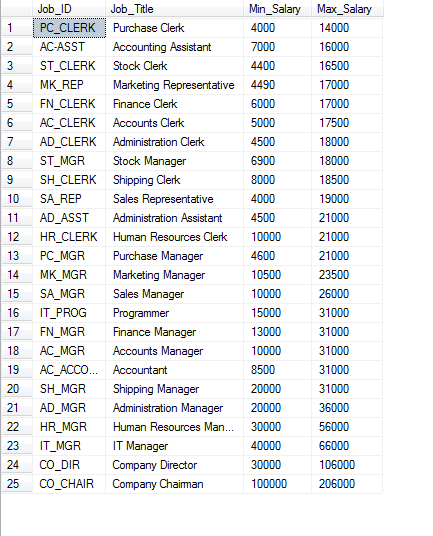 Job_ID Job_Title Min_Salary Max_Salary
1 PC_CLERK Purchase Clerk 4000 14000
2 AC-ASST Accounting Assistant 7000 16000
3 ST_CLERK Stock Clerk 4400 16500
4 MK_REP Marketing Representative 4490 17000
5 FN_CLERK Finance Clerk 6000 17000
6 AC_CLERK Accounts Clerk 5000 17500
7 AD_CLERK Administration Clerk 4500 18000
8 ST_MGR Stock Manager 6900 18000
9 SH_CLERK Shipping Clerk 8000 18500
10 SA_REP Sales Representative 4000 19000
11 AD_ASST Administration Assistant 4500 21000
12 HR_CLERK Human Resources Clerk 10000 21000
13 PC_MGR Purchase Manager 4600 21000
14 MK_MGR Marketing Manager 10500 23500
15 SA_MGR Sales Manager 10000 26000
16 IT_PROG Programmer 15000 31000
17 FN_MGR Finance Manager 13000 31000
18 AC_MGR Accounts Manager 10000 31000
19 AC_ACCO... Accountant 8500 31000
20 SH_MGR Shipping Manager 20000 31000
21 AD_MGR Administration Manager 20000 36000
22 HR_MGR Human Resources Man... 30000 56000
23 IT_MGR IT Manager 40000 66000
24 CO_DIR Company Director 30000 106000
25 CO_CHAIR Company Chairman 100000 206000